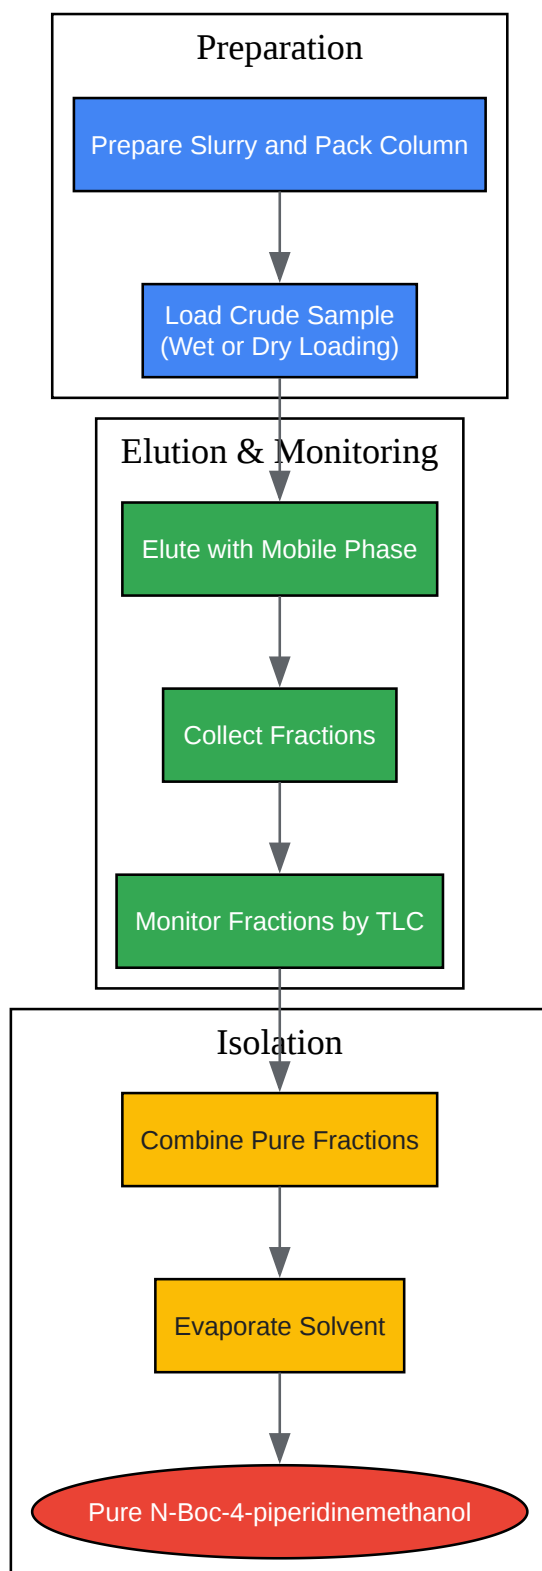 Preparation
Prepare Slurry and Pack Column
Load Crude Sample
(Wet or Dry Loading)
Elution & Monitoring
Elute with Mobile Phase
Collect Fractions
Monitor Fractions by TLC
Isolation
Combine Pure Fractions
Evaporate Solvent
Pure N-Boc-4-piperidinemethanol